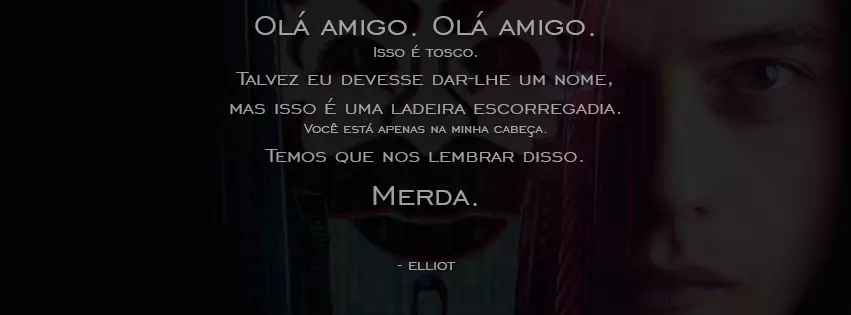 Olá amigo. Olá amigo.
Isso é tosco.
Talvez eu devesse dar-lhe um nome,
mas isso é uma ladeira escorregadia.
Você está apenas na minha cabeça.
Temos que nos lembrar disso.
Merda.
- elliot